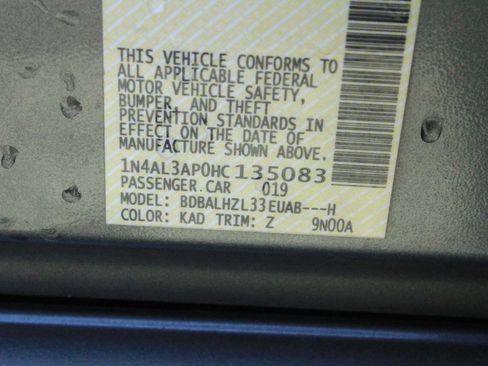 THIS VEHICLE CONFORMS TO
ALL APPLICABLE FEDERAL
MOTOR VEHICLE SAFETY,
BUMPER, AND THEFT
PREVENTION STANDARDS IN
EFFECT ON THE DATE OF
MANUFACTURE SHOWN ABOVE.
1N4AL3AP0HC135083
PASSENGER.CAR 019
MODEL: BDBALHZL33EUAB---H
COLOR: KAD TRIM: Z 9N00A